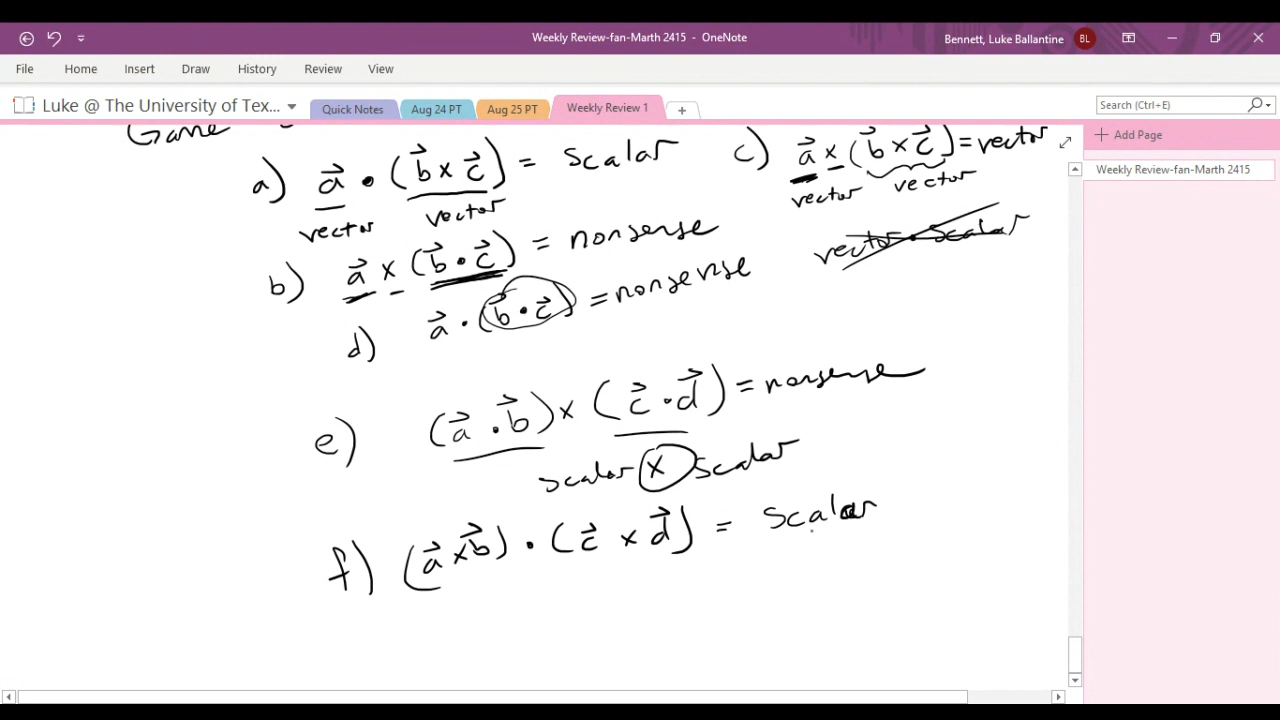 Weekly Review-fan-Marth 2415 - OneNote
Bennett, Luke Ballantine BL
File Home Insert Draw History Review View
Luke @ The University of Tex... Quick Notes Aug 24 PT Aug 25 PT Weekly Review 1 +
Search (Ctrl+E)
Add Page
Weekly Review-fan-Marth 2415
Game
a) a⃗ • (b⃗ × c⃗) = scalar
vector vector
b) a⃗ × (b⃗ • c⃗) = nonsense
c) a⃗ × (b⃗ × c⃗) = vector
vector vector
vector • scalar
d) a⃗ • (b⃗ • c⃗) = nonsense
e) (a⃗ • b⃗) × (c⃗ • d⃗) = nonsense
scalar × scalar
f) (a⃗ × b⃗) • (c⃗ × d⃗) = scalar